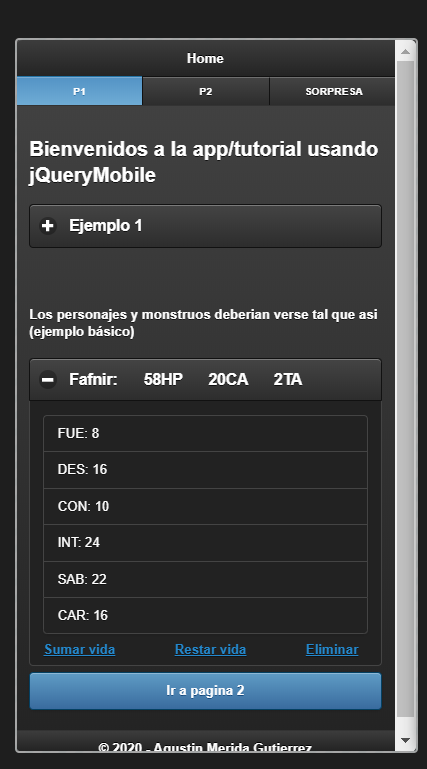 Home
P1 P2 SORPRESA
Bienvenidos a la app/tutorial usando
jQueryMobile
Ejemplo 1
Los personajes y monstruos deberian verse tal que asi
(ejemplo básico)
Fafnir: 58HP 20CA 2TA
FUE: 8
DES: 16
CON: 10
INT: 24
SAB: 22
CAR: 16
Sumar vida Restar vida Eliminar
Ir a pagina 2
© 2020 - Agustin Merida Gutierrez